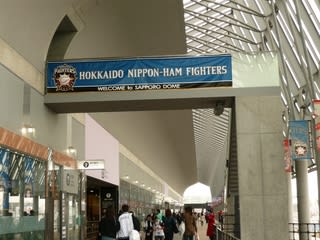 HOKKAIDO NIPPON-HAM FIGHTERS
WELCOME to SAPPORO DOME